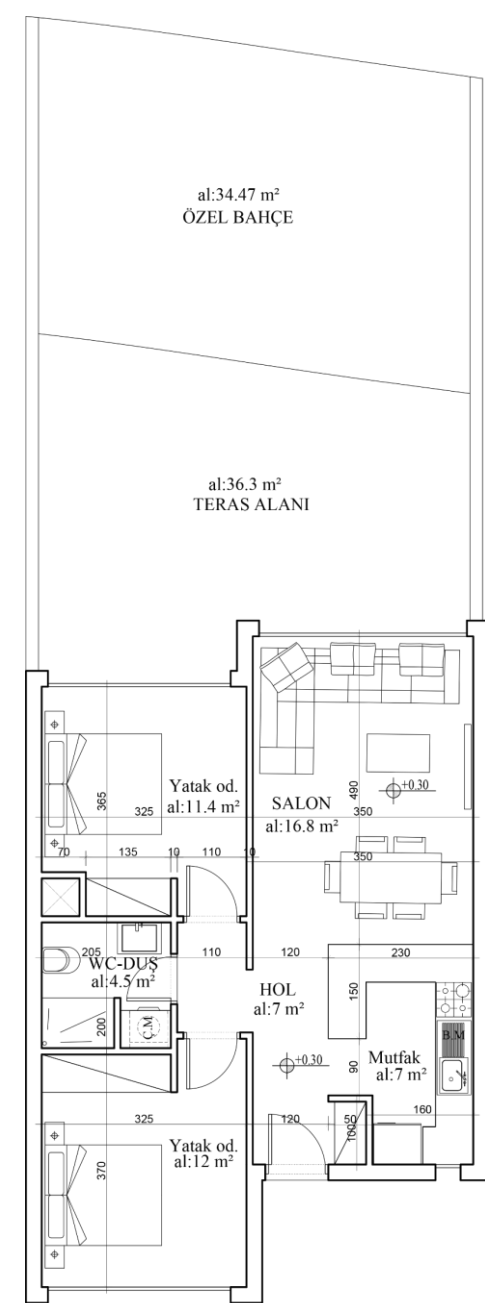 al:34.47 m²
ÖZEL BAHÇE
al:36.3 m²
TERAS ALANI
Yatak od.
al:11.4 m²
365
325
SALON
al:16.8 m²
490
+0.30
350
350
70
135
10
110
10
205
WC-DUŞ
al:4.5 m²
200
Ç.M
110
120
230
HOL
al:7 m²
150
+0.30
90
Mutfak
al:7 m²
B.M
160
325
Yatak od.
al:12 m²
370
120
50
100